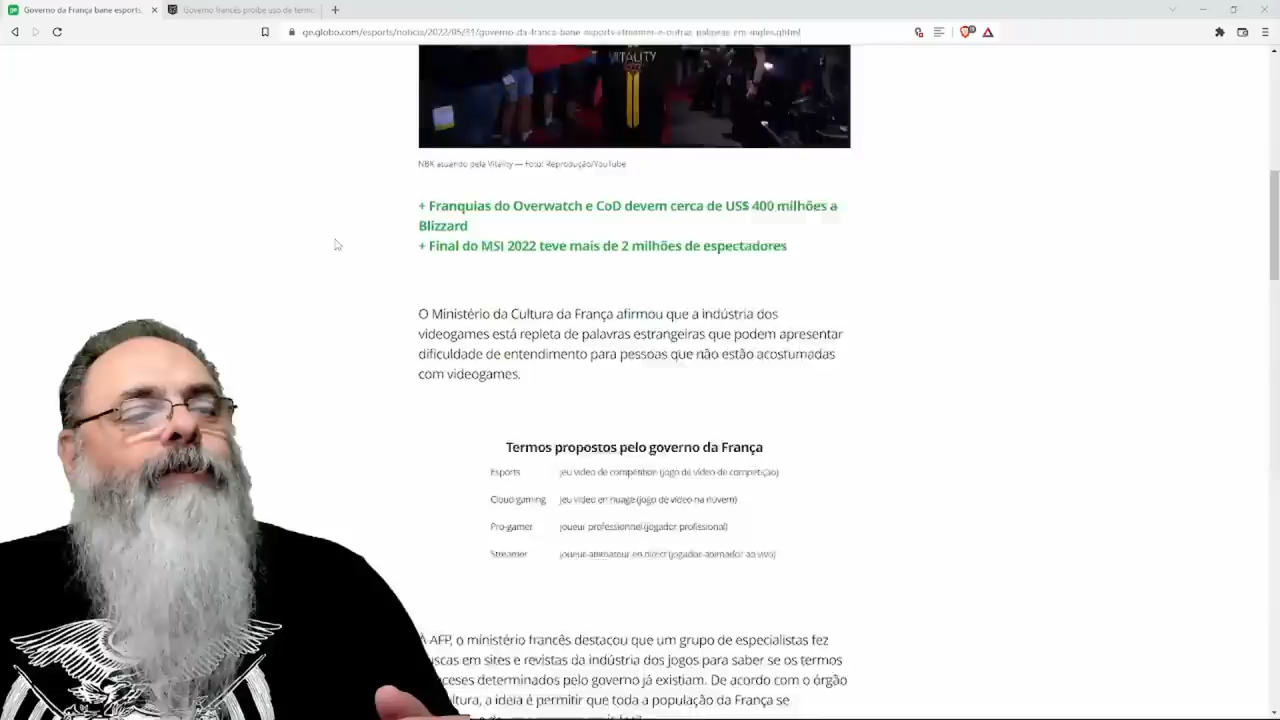 Governo da França bane esports,
Governo francês proíbe uso de termo
ge.globo.com/esports/noticia/2022/05/31/governo-da-franca-bane-esports-streamer-e-outras-palavras-em-ingles.ghtml
VITALITY
NBK atuando pela Vitality — Foto: Reprodução/YouTube
+ Franquias do Overwatch e CoD devem cerca de US$ 400 milhões a
Blizzard
+ Final do MSI 2022 teve mais de 2 milhões de espectadores
O Ministério da Cultura da França afirmou que a indústria dos
videogames está repleta de palavras estrangeiras que podem apresentar
dificuldade de entendimento para pessoas que não estão acostumadas
com videogames.
Termos propostos pelo governo da França
Esports jeu video de compétition (jogo de vídeo de competição)
Cloud gaming jeu video en nuage (jogo de vídeo na núvem)
Pro-gamer joueur professionnel (jogador profissional)
Streamer joueur-animateur en direct (jogador-animador ao vivo)
À AFP, o ministério francês destacou que um grupo de especialistas fez
buscas em sites e revistas da indústria dos jogos para saber se os termos
franceses determinados pelo governo já existiam. De acordo com o órgão
cultura, a ideia é permitir que toda a população da França se